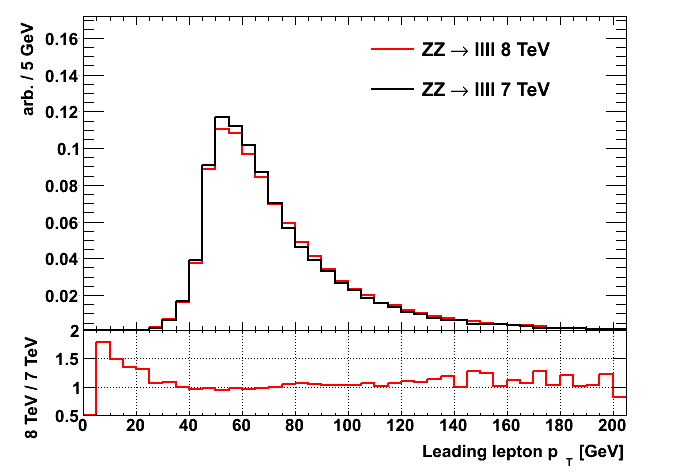 arb. / 5 GeV
0.16
0.14
0.12
0.1
0.08
0.06
0.04
0.02
ZZ → llll 8 TeV
ZZ → llll 7 TeV
8 TeV / 7 TeV
2
1.5
1
0.5
0 20 40 60 80 100 120 140 160 180 200
Leading lepton p T [GeV]